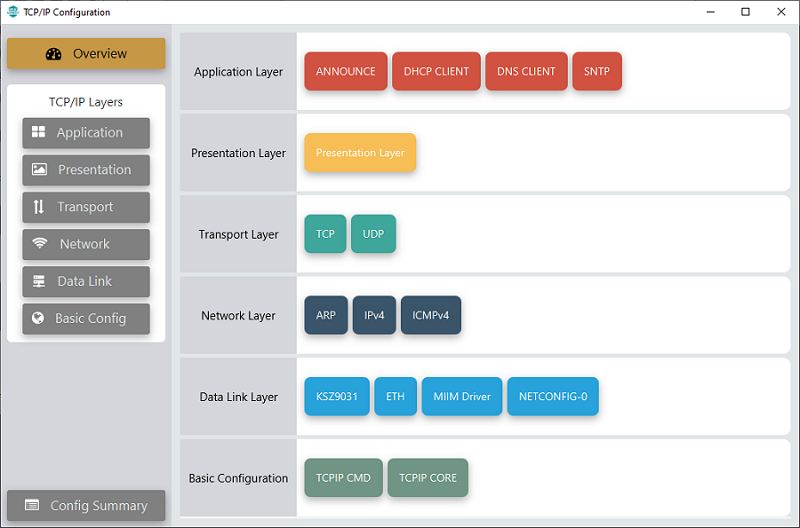 TCP/IP Configuration
Overview
TCP/IP Layers
Application
Presentation
Transport
Network
Data Link
Basic Config
Config Summary
Application Layer ANNOUNCE DHCP CLIENT DNS CLIENT SNTP
Presentation Layer Presentation Layer
Transport Layer TCP UDP
Network Layer ARP IPv4 ICMPv4
Data Link Layer KSZ9031 ETH MIIM Driver NETCONFIG-0
Basic Configuration TCPIP CMD TCPIP CORE